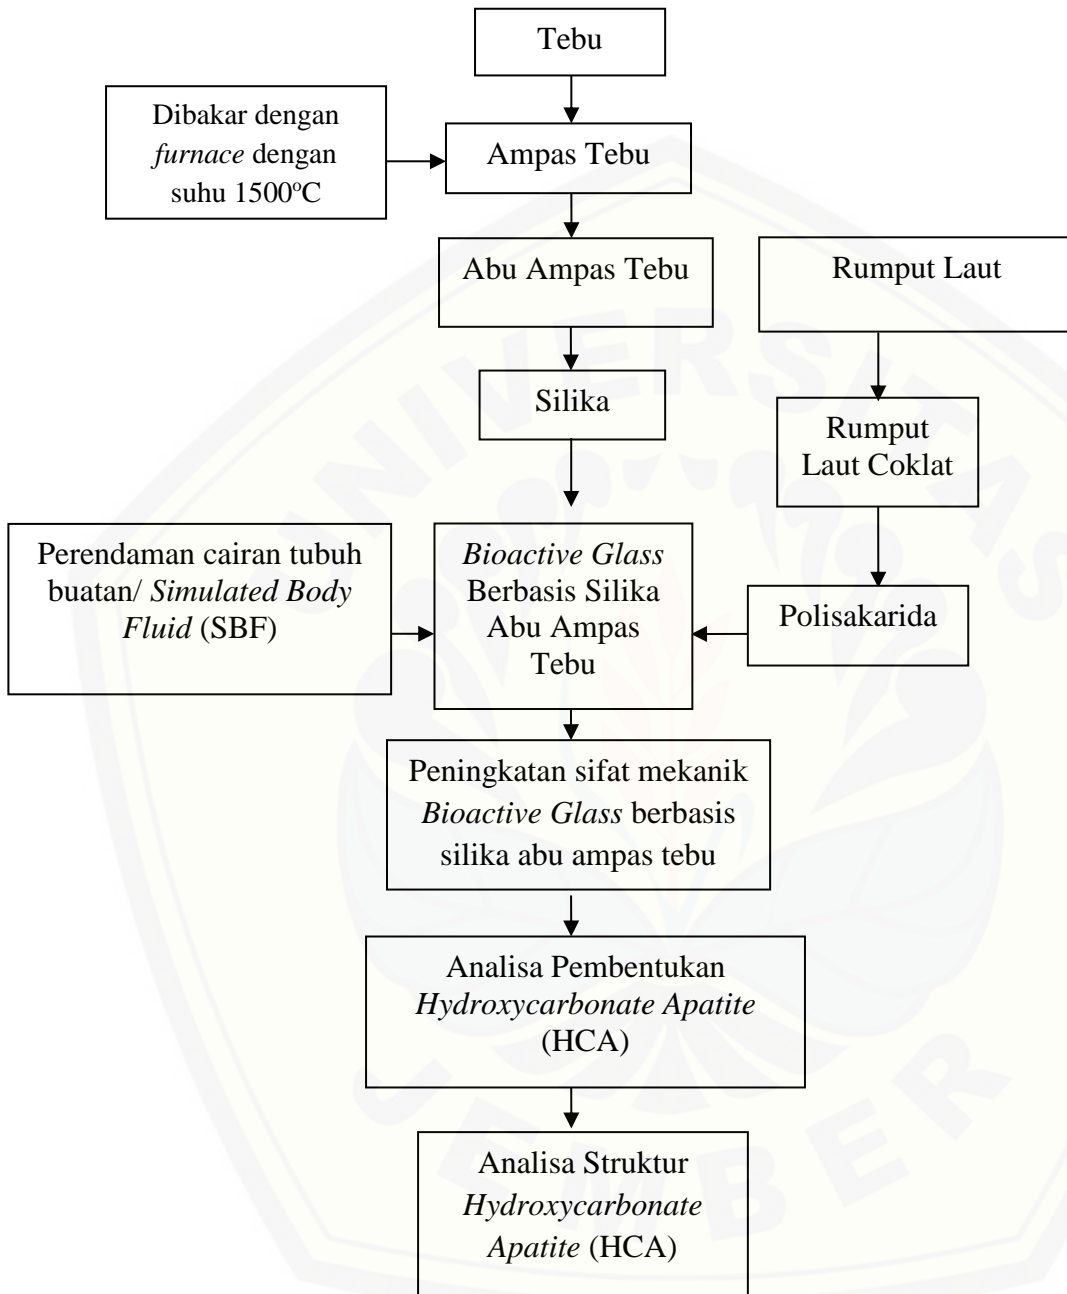 Tebu
Dibakar dengan
furnace dengan
suhu 1500ºC
Ampas Tebu
Abu Ampas Tebu
Rumput Laut
Silika
Rumput
Laut Coklat
Perendaman cairan tubuh
buatan/ Simulated Body
Fluid (SBF)
Bioactive Glass
Berbasis Silika
Abu Ampas
Tebu
Polisakarida
Peningkatan sifat mekanik
Bioactive Glass berbasis
silika abu ampas tebu
Analisa Pembentukan
Hydroxycarbonate Apatite
(HCA)
Analisa Struktur
Hydroxycarbonate
Apatite (HCA)
UNIVERSITAS
JEMBER